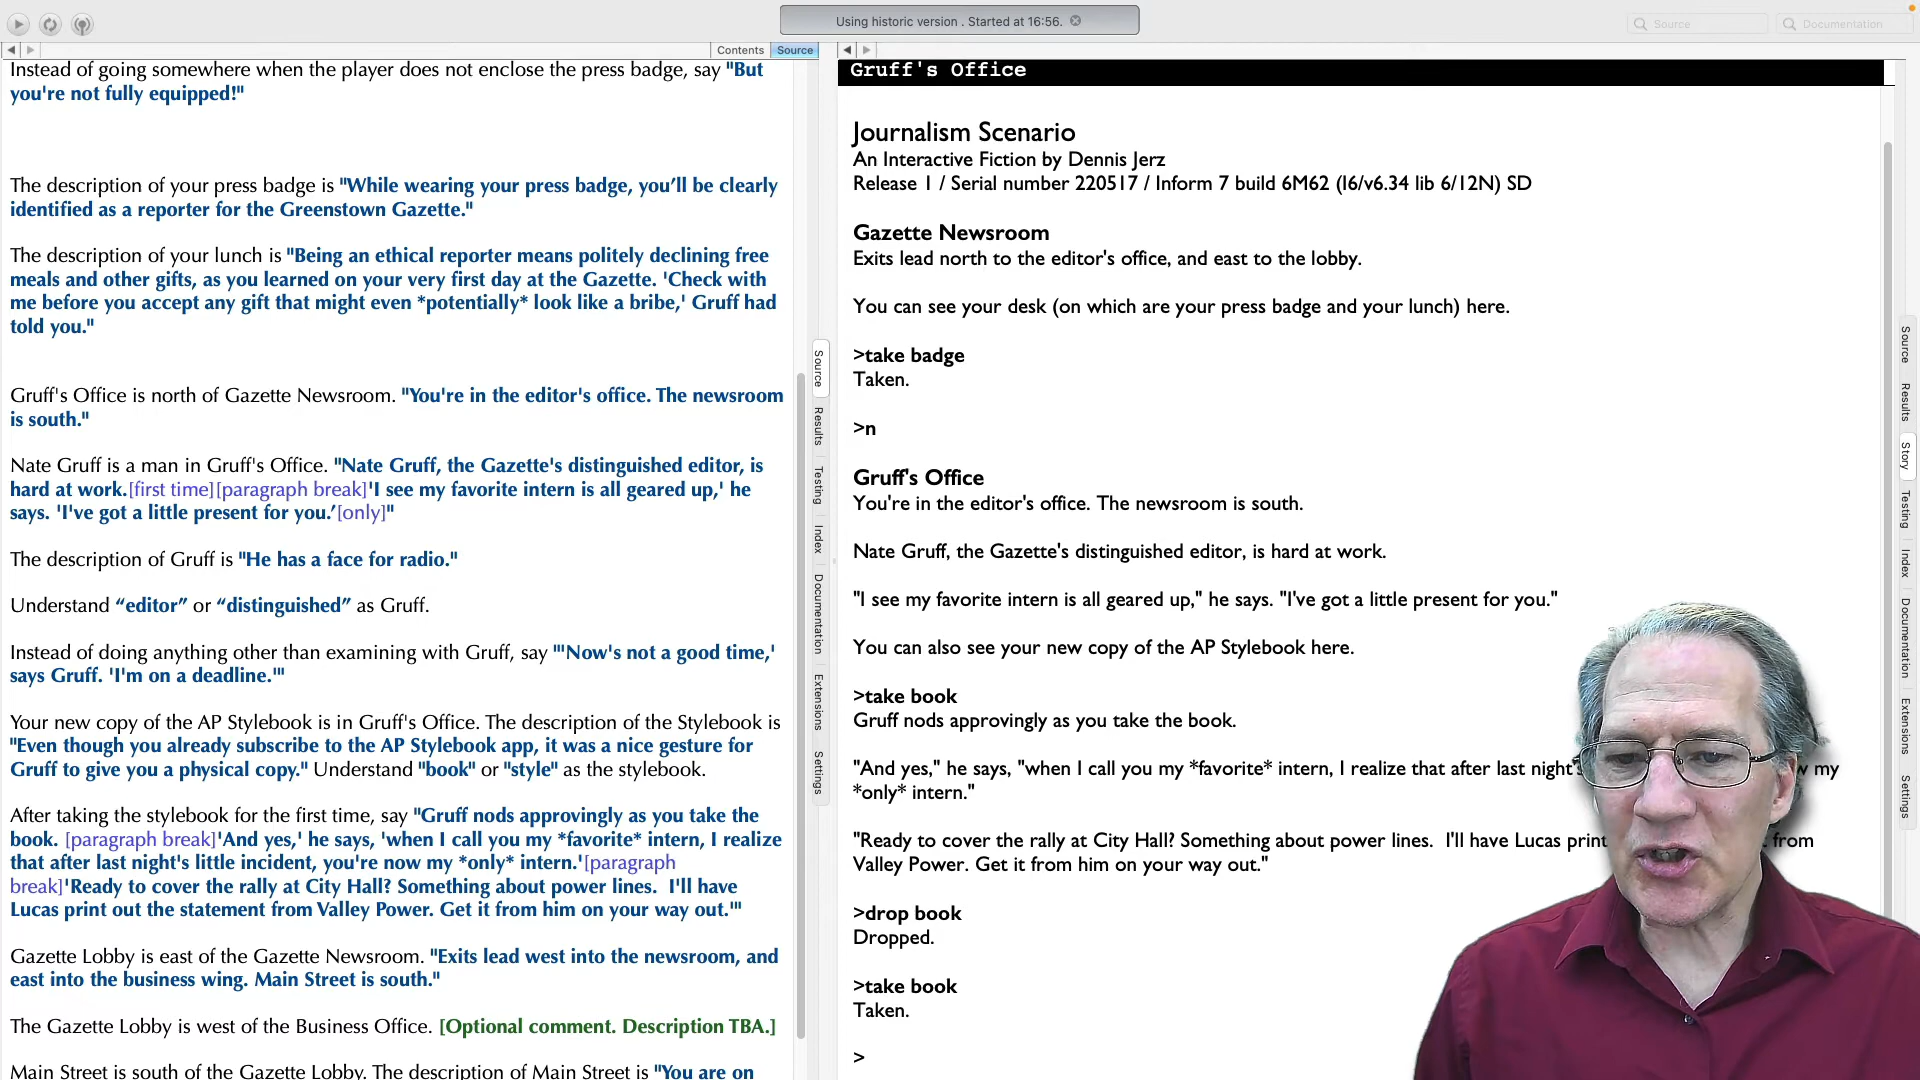 Using historic version . Started at 16:56.
Source
Documentation
Contents
Source
Instead of going somewhere when the player does not enclose the press badge, say "But
you're not fully equipped!"
The description of your press badge is "While wearing your press badge, you’ll be clearly
identified as a reporter for the Greenstown Gazette."
The description of your lunch is "Being an ethical reporter means politely declining free
meals and other gifts, as you learned on your very first day at the Gazette. 'Check with
me before you accept any gift that might even *potentially* look like a bribe,' Gruff had
told you."
Gruff's Office is north of Gazette Newsroom. "You're in the editor's office. The newsroom
is south."
Nate Gruff is a man in Gruff's Office. "Nate Gruff, the Gazette's distinguished editor, is
hard at work.[first time][paragraph break]'I see my favorite intern is all geared up,' he
says. 'I've got a little present for you.’[only]"
The description of Gruff is "He has a face for radio."
Understand “editor” or “distinguished” as Gruff.
Instead of doing anything other than examining with Gruff, say "'Now's not a good time,'
says Gruff. 'I'm on a deadline.'"
Your new copy of the AP Stylebook is in Gruff's Office. The description of the Stylebook is
"Even though you already subscribe to the AP Stylebook app, it was a nice gesture for
Gruff to give you a physical copy." Understand "book" or "style" as the stylebook.
After taking the stylebook for the first time, say "Gruff nods approvingly as you take the
book. [paragraph break]'And yes,' he says, 'when I call you my *favorite* intern, I realize
that after last night's little incident, you're now my *only* intern.'[paragraph
break]'Ready to cover the rally at City Hall? Something about power lines.  I'll have
Lucas print out the statement from Valley Power. Get it from him on your way out.'"
Gazette Lobby is east of the Gazette Newsroom. "Exits lead west into the newsroom, and
east into the business wing. Main Street is south."
The Gazette Lobby is west of the Business Office. [Optional comment. Description TBA.]
Main Street is south of the Gazette Lobby. The description of Main Street is "You are on
Source
Results
Testing
Index
Documentation
Extensions
Settings
Gruff's Office
Journalism Scenario
An Interactive Fiction by Dennis Jerz
Release 1 / Serial number 220517 / Inform 7 build 6M62 (I6/v6.34 lib 6/12N) SD
Gazette Newsroom
Exits lead north to the editor's office, and east to the lobby.
You can see your desk (on which are your press badge and your lunch) here.
>take badge
Taken.
>n
Gruff's Office
You're in the editor's office. The newsroom is south.
Nate Gruff, the Gazette's distinguished editor, is hard at work.
"I see my favorite intern is all geared up," he says. "I've got a little present for you."
You can also see your new copy of the AP Stylebook here.
>take book
Gruff nods approvingly as you take the book.
"And yes," he says, "when I call you my *favorite* intern, I realize that after last night's my
*only* intern."
"Ready to cover the rally at City Hall? Something about power lines.  I'll have Lucas print from
Valley Power. Get it from him on your way out."
>drop book
Dropped.
>take book
Taken.
>
Source
Results
Story
Testing
Index
Documentation
Extensions
Settings